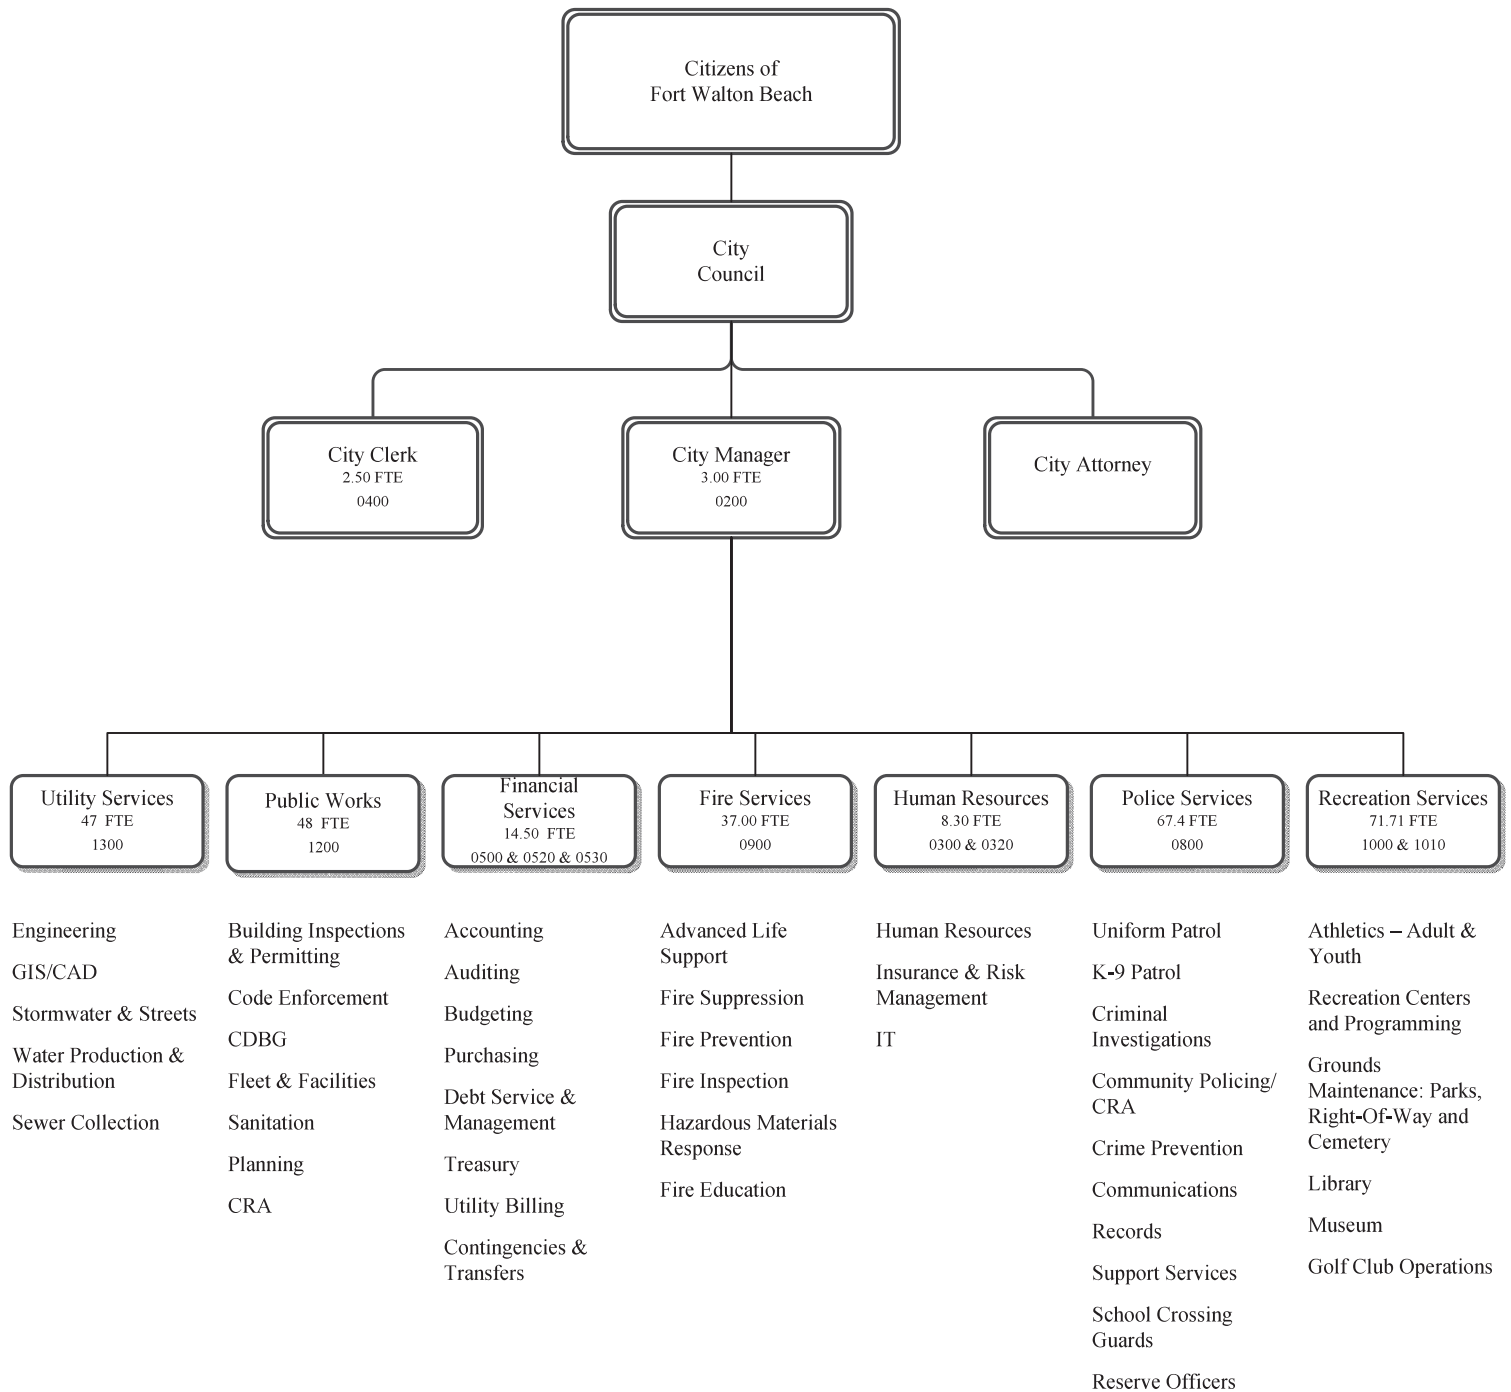 Citizens of
Fort Walton Beach
City
Council
City Clerk
2.50 FTE
0400
City Manager
3.00 FTE
0200
City Attorney
Utility Services
47 FTE
1300
Public Works
48 FTE
1200
Financial
Services
14.50 FTE
0500 & 0520 & 0530
Fire Services
37.00 FTE
0900
Human Resources
8.30 FTE
0300 & 0320
Police Services
67.4 FTE
0800
Recreation Services
71.71 FTE
1000 & 1010
Engineering
GIS/CAD
Stormwater & Streets
Water Production &
Distribution
Sewer Collection
Building Inspections
& Permitting
Code Enforcement
CDBG
Fleet & Facilities
Sanitation
Planning
CRA
Accounting
Auditing
Budgeting
Purchasing
Debt Service &
Management
Treasury
Utility Billing
Contingencies &
Transfers
Advanced Life
Support
Fire Suppression
Fire Prevention
Fire Inspection
Hazardous Materials
Response
Fire Education
Human Resources
Insurance & Risk
Management
IT
Uniform Patrol
K-9 Patrol
Criminal
Investigations
Community Policing/
CRA
Crime Prevention
Communications
Records
Support Services
School Crossing
Guards
Reserve Officers
Athletics – Adult &
Youth
Recreation Centers
and Programming
Grounds
Maintenance: Parks,
Right-Of-Way and
Cemetery
Library
Museum
Golf Club Operations